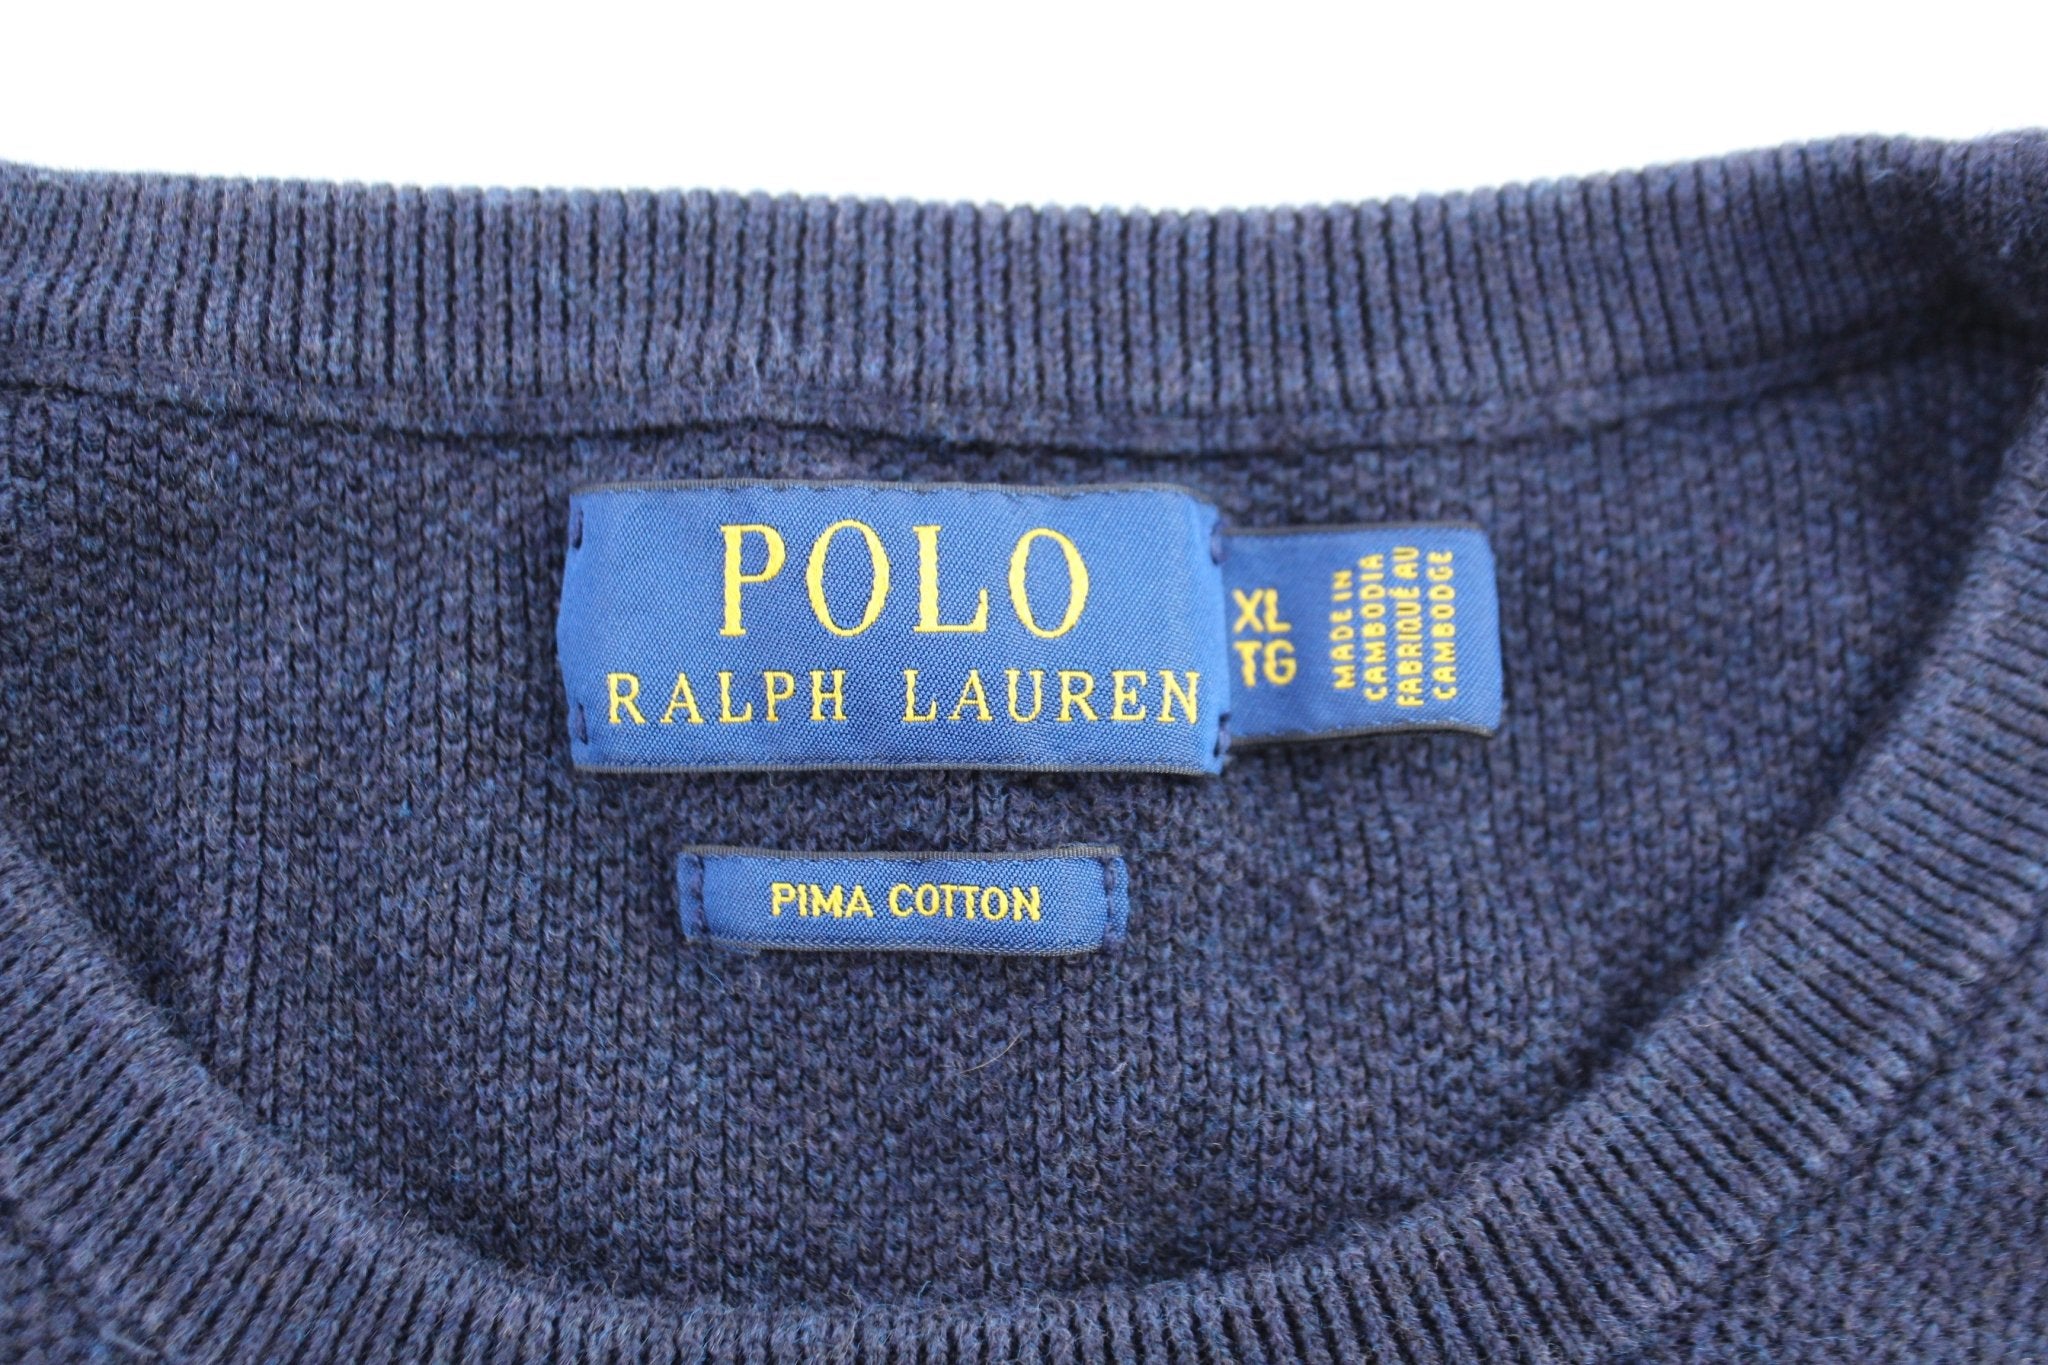 POLO
RALPH LAUREN
XL
TG
MADE IN
CAMBODIA
FABRIQUÉ AU
CAMBODGE
PIMA COTTON